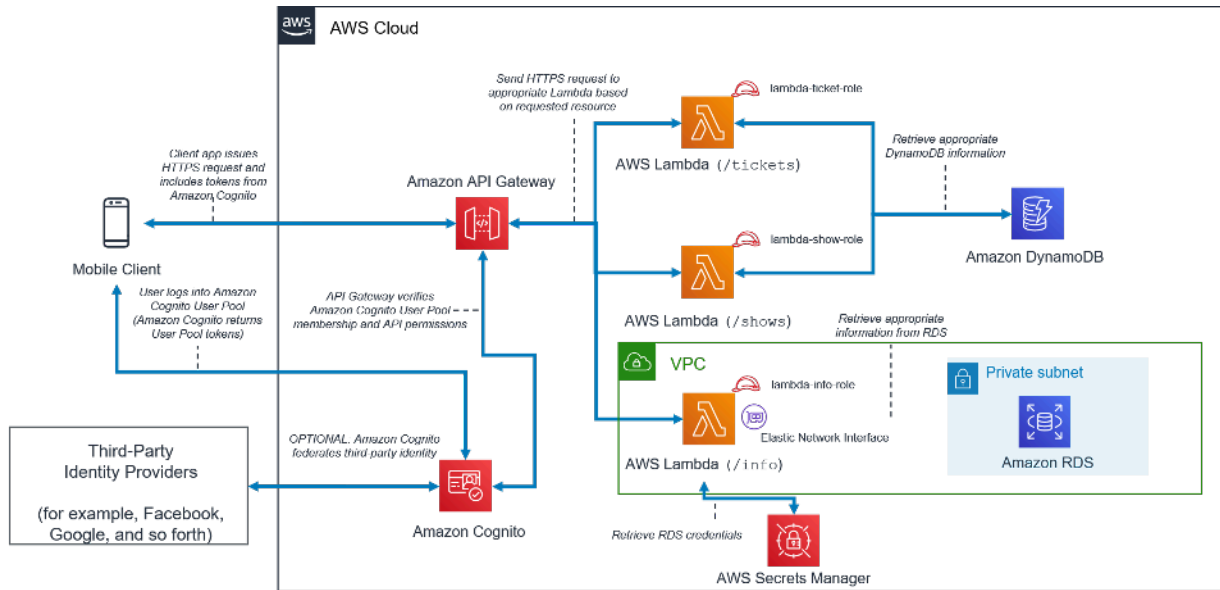 aws
AWS Cloud
Send HTTPS request to
appropriate Lambda based
on requested resource
lambda-ticket-role
AWS Lambda (/tickets)
Retrieve appropriate
DynamoDB information
Client app issues
HTTPS request and
includes tokens from
Amazon Cognito
Amazon API Gateway
Mobile Client
lambda-show-role
AWS Lambda (/shows)
Amazon DynamoDB
User logs into Amazon
Cognito User Pool
(Amazon Cognito returns
User Pool tokens)
API Gateway verifies
Amazon Cognito User Pool
membership and API permissions
Retrieve appropriate
information from RDS
VPC
lambda-info-role
Elastic Network Interface
AWS Lambda (/info)
Private subnet
Amazon RDS
Third-Party
Identity Providers
(for example, Facebook,
Google, and so forth)
OPTIONAL. Amazon Cognito
federates third-party identity
Amazon Cognito
Retrieve RDS credentials
AWS Secrets Manager